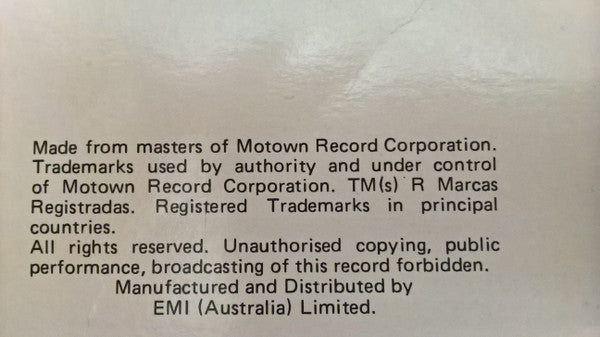 Made from masters of Motown Record Corporation.
Trademarks used by authority and under control
of Motown Record Corporation. TM(s) R Marcas
Registradas. Registered Trademarks in principal
countries.
All rights reserved. Unauthorised copying, public
performance, broadcasting of this record forbidden.
Manufactured and Distributed by
EMI (Australia) Limited.